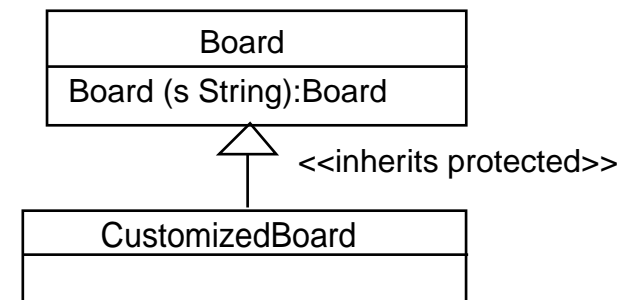 Board
Board (s String):Board
<<inherits protected>>
CustomizedBoard